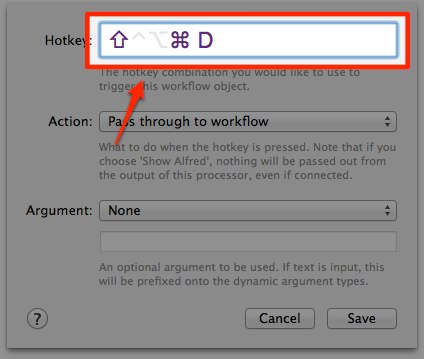 Hotkey: ⇧⌃⌥⌘ D
The hotkey combination you would like to use to
trigger this workflow object.
Action: Pass through to workflow
What to do when the hotkey is pressed. Note that if you
choose 'Show Alfred', nothing will be passed out from
the output of this processor, even if connected.
Argument: None
An optional argument to be used. If text is input, this
will be prefixed onto the dynamic argument types.
? Cancel Save